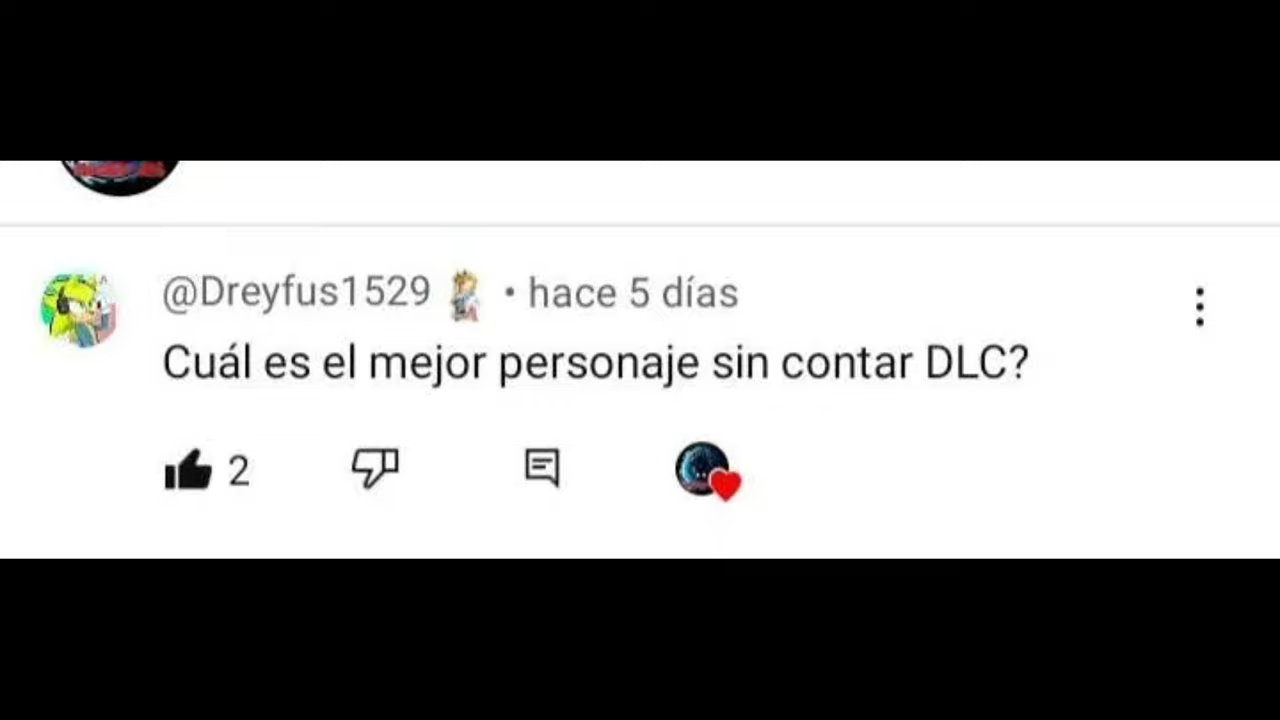 @Dreyfus1529 • hace 5 días
Cuál es el mejor personaje sin contar DLC?
2